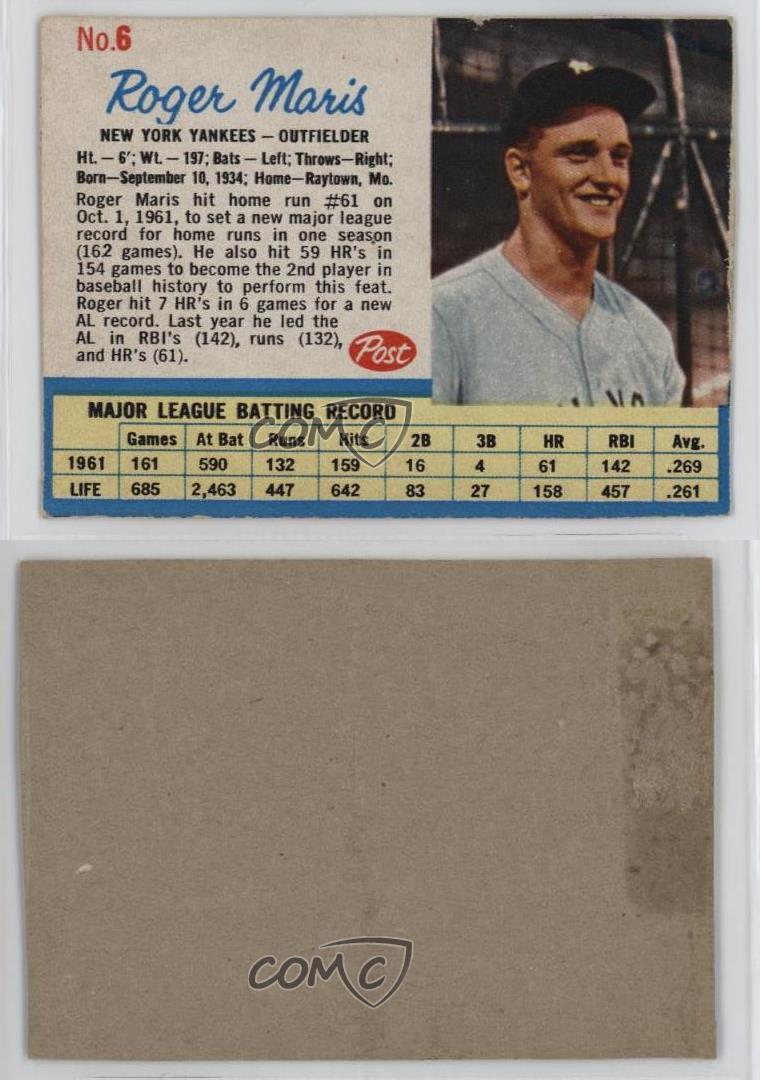 No.6
Roger Maris
NEW YORK YANKEES — OUTFIELDER
Ht. — 6'; Wt. — 197; Bats — Left; Throws—Right;
Born—September 10, 1934; Home—Raytown, Mo.
Roger Maris hit home run #61 on
Oct. 1, 1961, to set a new major league
record for home runs in one season
(162 games). He also hit 59 HR's in
154 games to become the 2nd player in
baseball history to perform this feat.
Roger hit 7 HR's in 6 games for a new
AL record. Last year he led the
AL in RBI's (142), runs (132),
and HR's (61).
Post
MAJOR LEAGUE BATTING RECORD
Games At Bat Runs Hits 2B 3B HR RBI Avg.
1961 161 590 132 159 16 4 61 142 .269
LIFE 685 2,463 447 642 83 27 158 457 .261
COMC
COMC